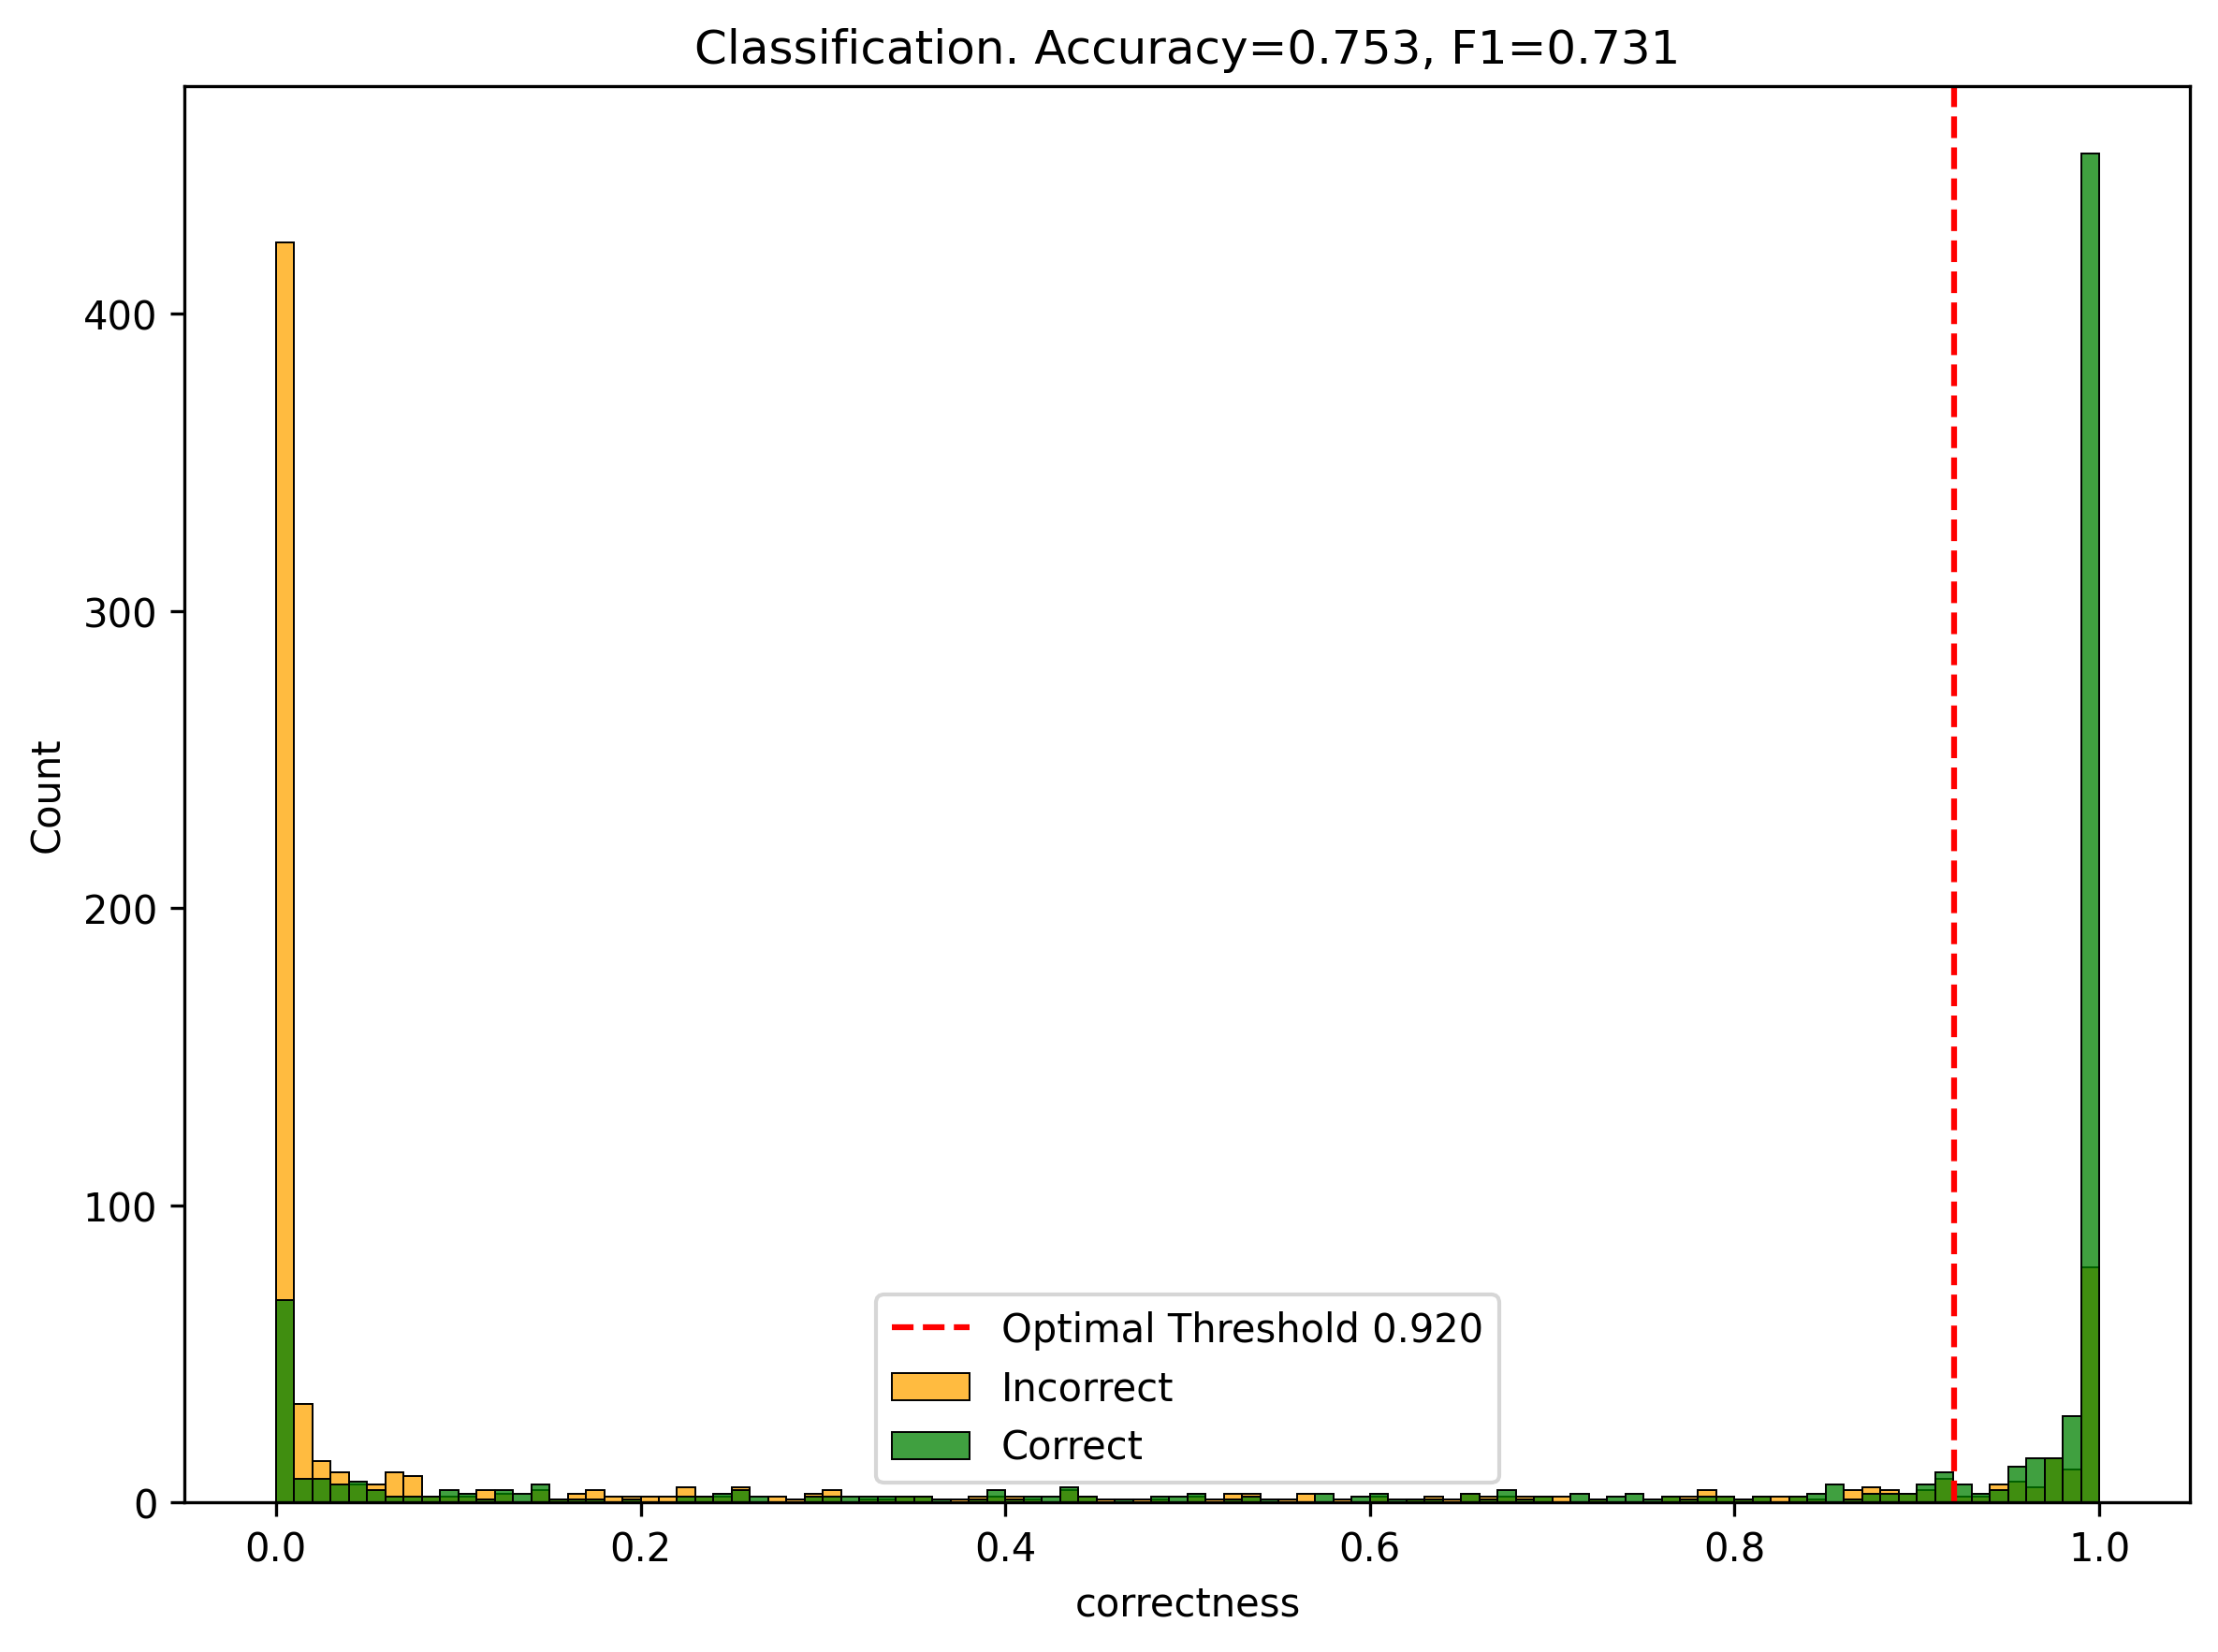 Classification. Accuracy=0.753, F1=0.731
Count
400
300
200
100
0
Optimal Threshold 0.920
Incorrect
Correct
0.0 0.2 0.4 0.6 0.8 1.0
correctness